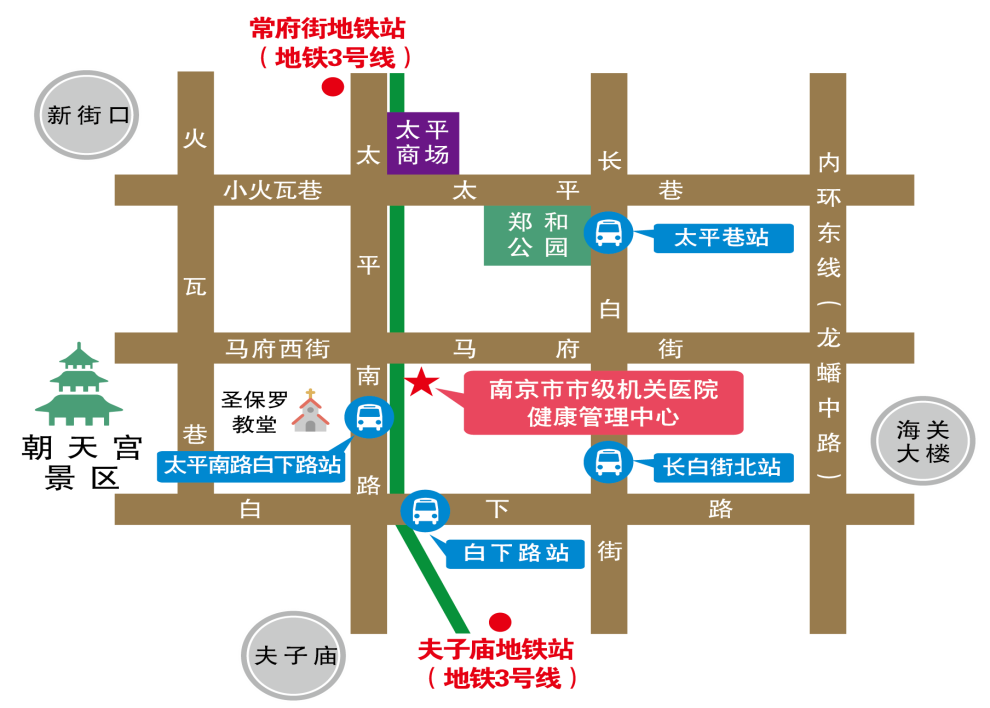 常府街地铁站
（地铁3号线）
新街口
太平
商场
火瓦巷
太平南路
长白街
内环东线（龙蟠中路）
小火瓦巷
太平巷
郑和
公园
太平巷站
马府西街
马府街
圣保罗
教堂
南京市市级机关医院
健康管理中心
朝天宫
景区
太平南路白下路站
长白街北站
海关
大楼
白下路
白下路站
夫子庙
夫子庙地铁站
（地铁3号线）